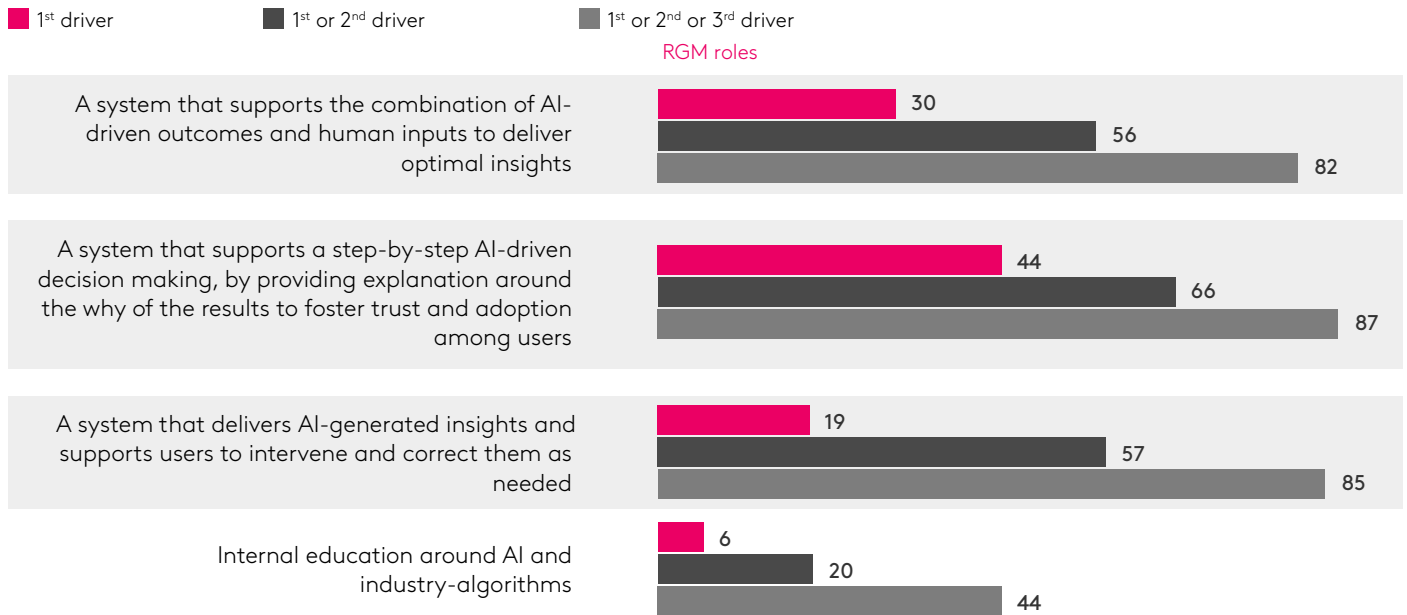 1st driver
1st or 2nd driver
1st or 2nd or 3rd driver
RGM roles
A system that supports the combination of AI-
driven outcomes and human inputs to deliver
optimal insights
30
56
82
A system that supports a step-by-step AI-driven
decision making, by providing explanation around
the why of the results to foster trust and adoption
among users
44
66
87
A system that delivers AI-generated insights and
supports users to intervene and correct them as
needed
19
57
85
Internal education around AI and
industry-algorithms
6
20
44